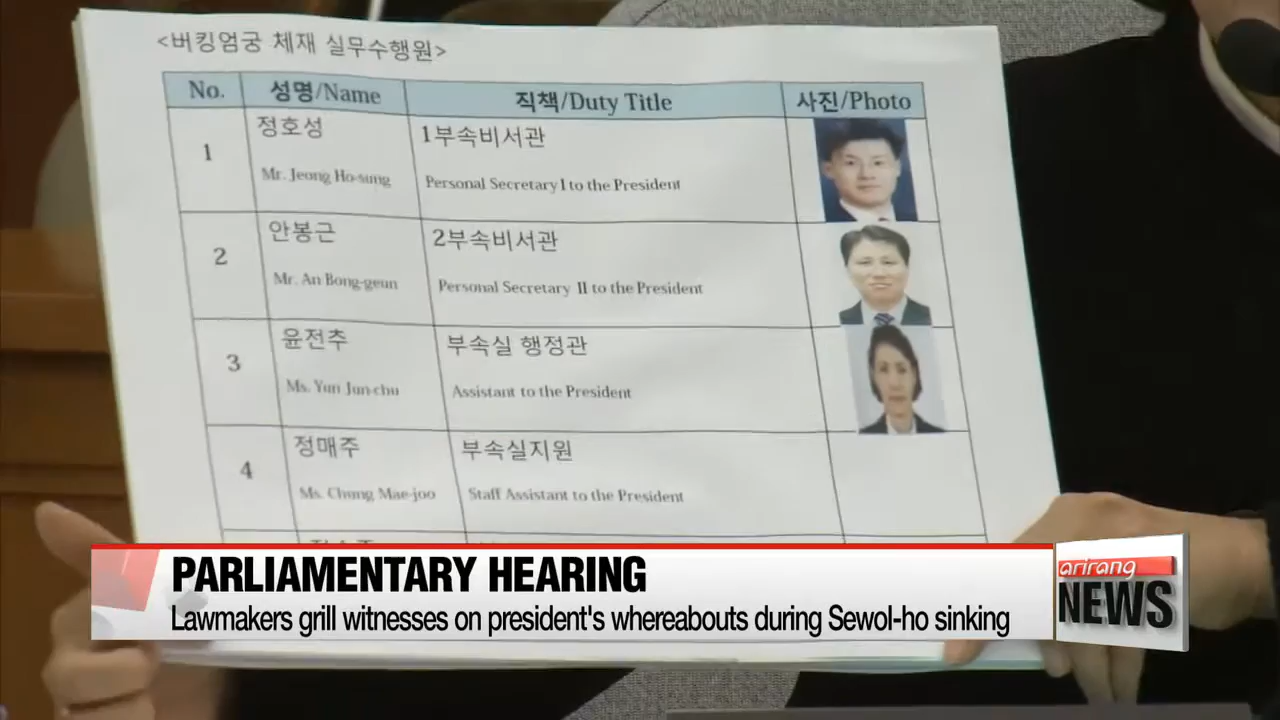 <버킹엄궁 체재 실무수행원>
No. 성명/Name 직책/Duty Title 사진/Photo
1 정호성 1부속비서관
Mr. Jeong Ho-sung Personal Secretary I to the President
2 안봉근 2부속비서관
Mr. An Bong-geun Personal Secretary II to the President
3 윤전추 부속실 행정관
Ms. Yun Jun-chu Assistant to the President
4 정매주 부속실지원
Ms. Chung Mae-joo Staff Assistant to the President
PARLIAMENTARY HEARING
Lawmakers grill witnesses on president's whereabouts during Sewol-ho sinking
arirang
NEWS